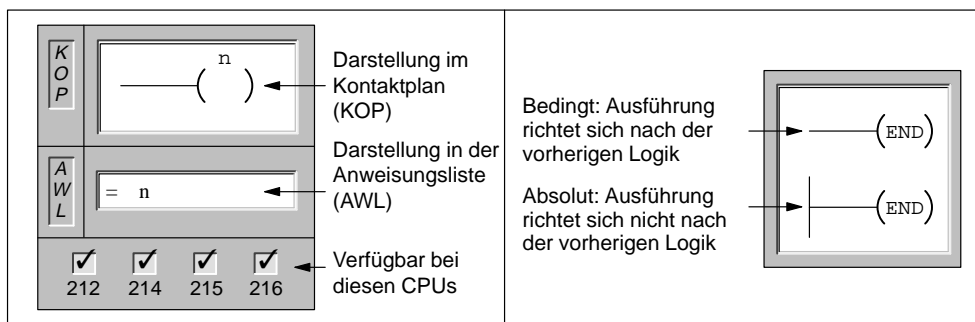 K
O
P
n
( )
Darstellung im
Kontaktplan
(KOP)
A
W
L
= n
Darstellung in der
Anweisungsliste
(AWL)
212 214 215 216
Verfügbar bei
diesen CPUs
Bedingt: Ausführung
richtet sich nach der
vorherigen Logik
(END)
Absolut: Ausführung
richtet sich nicht nach
der vorherigen Logik
(END)